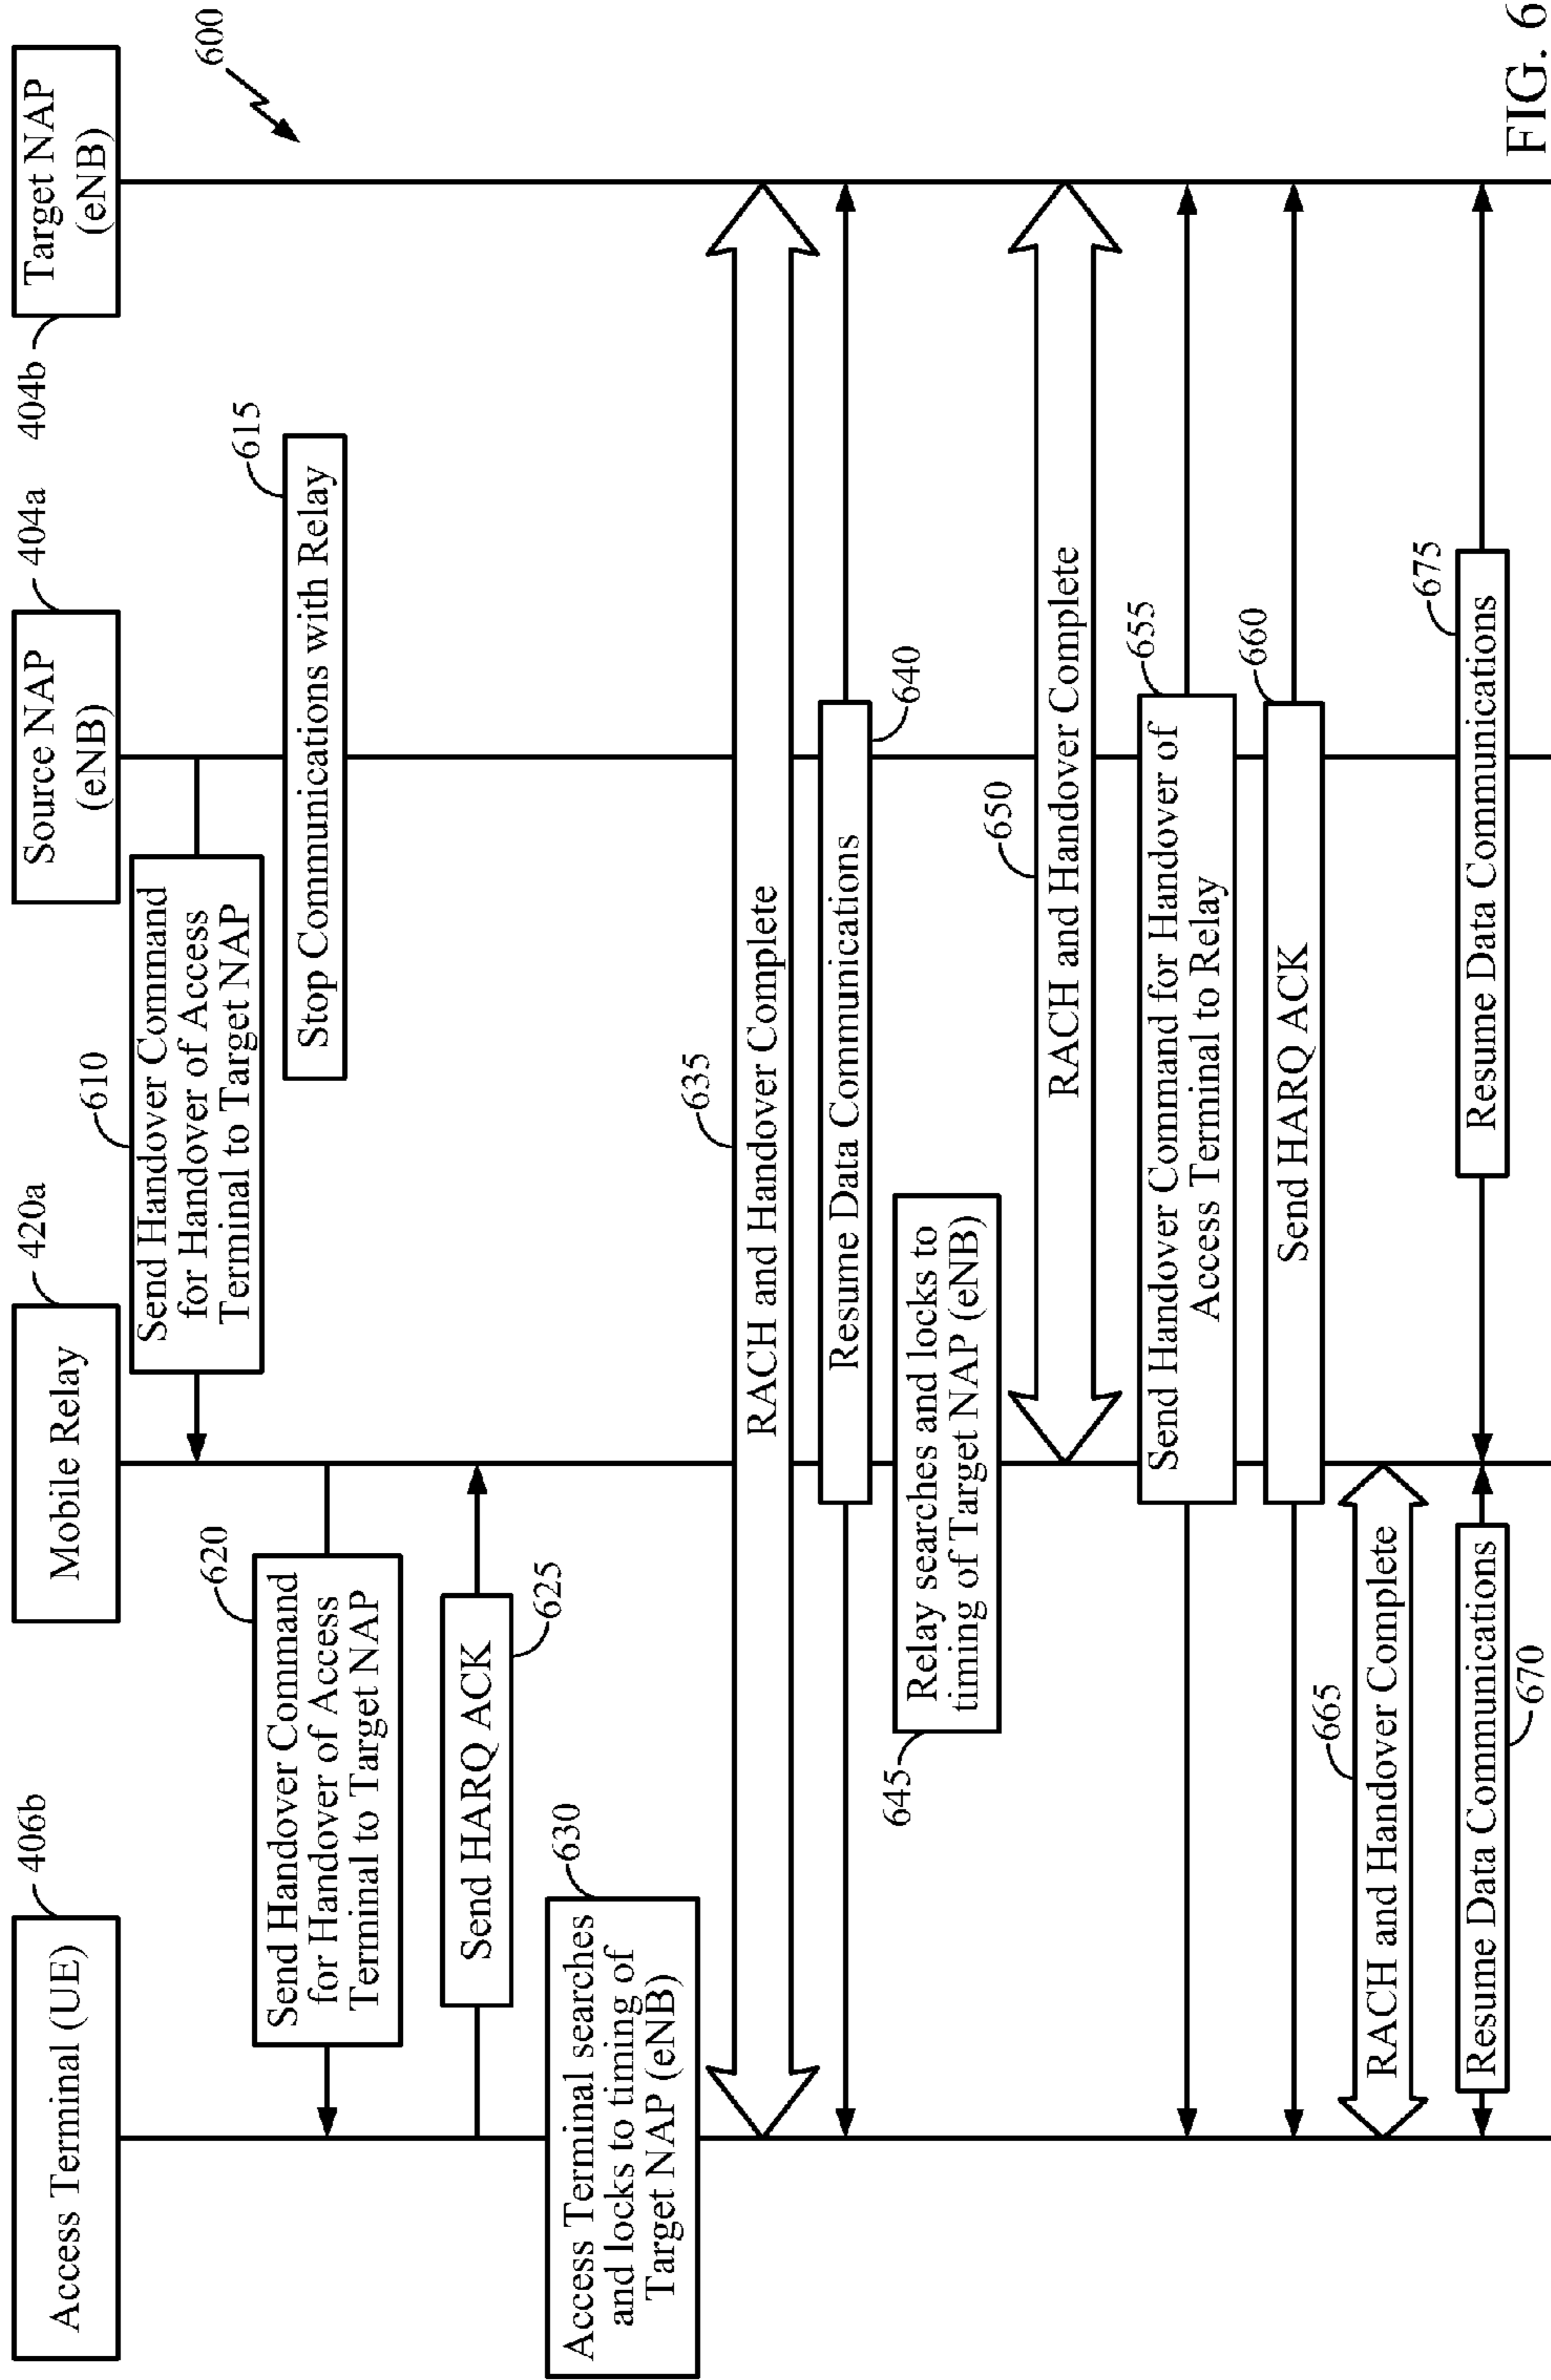 Access Terminal (UE)
406b
Mobile Relay
420a
Source NAP
(eNB)
404a
Target NAP
(eNB)
404b
600
610
Send Handover Command
for Handover of Access
Terminal to Target NAP
615
Stop Communications with Relay
620
Send Handover Command
for Handover of Access
Terminal to Target NAP
Send HARQ ACK
625
630
Access Terminal searches
and locks to timing of
Target NAP (eNB)
635
RACH and Handover Complete
Resume Data Communications
640
645
Relay searches and locks to
timing of Target NAP (eNB)
650
RACH and Handover Complete
655
Send Handover Command for Handover of
Access Terminal to Relay
660
Send HARQ ACK
665
RACH and Handover Complete
Resume Data Communications
670
675
Resume Data Communications
FIG. 6